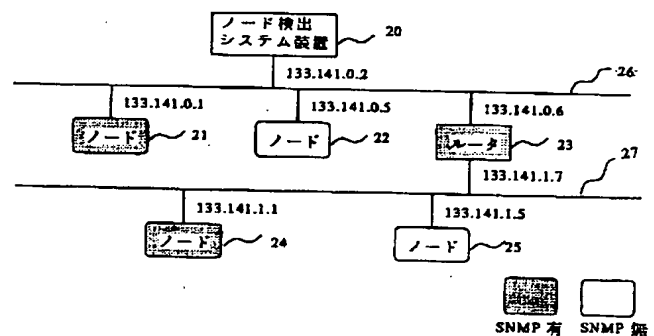 ノード検出
システム装置
20
133.141.0.2
26
133.141.0.1
133.141.0.5
133.141.0.6
ノード
21
ノード
22
ルータ
23
27
133.141.1.7
133.141.1.1
133.141.1.5
ノード
24
ノード
25
SNMP 有
SNMP 無